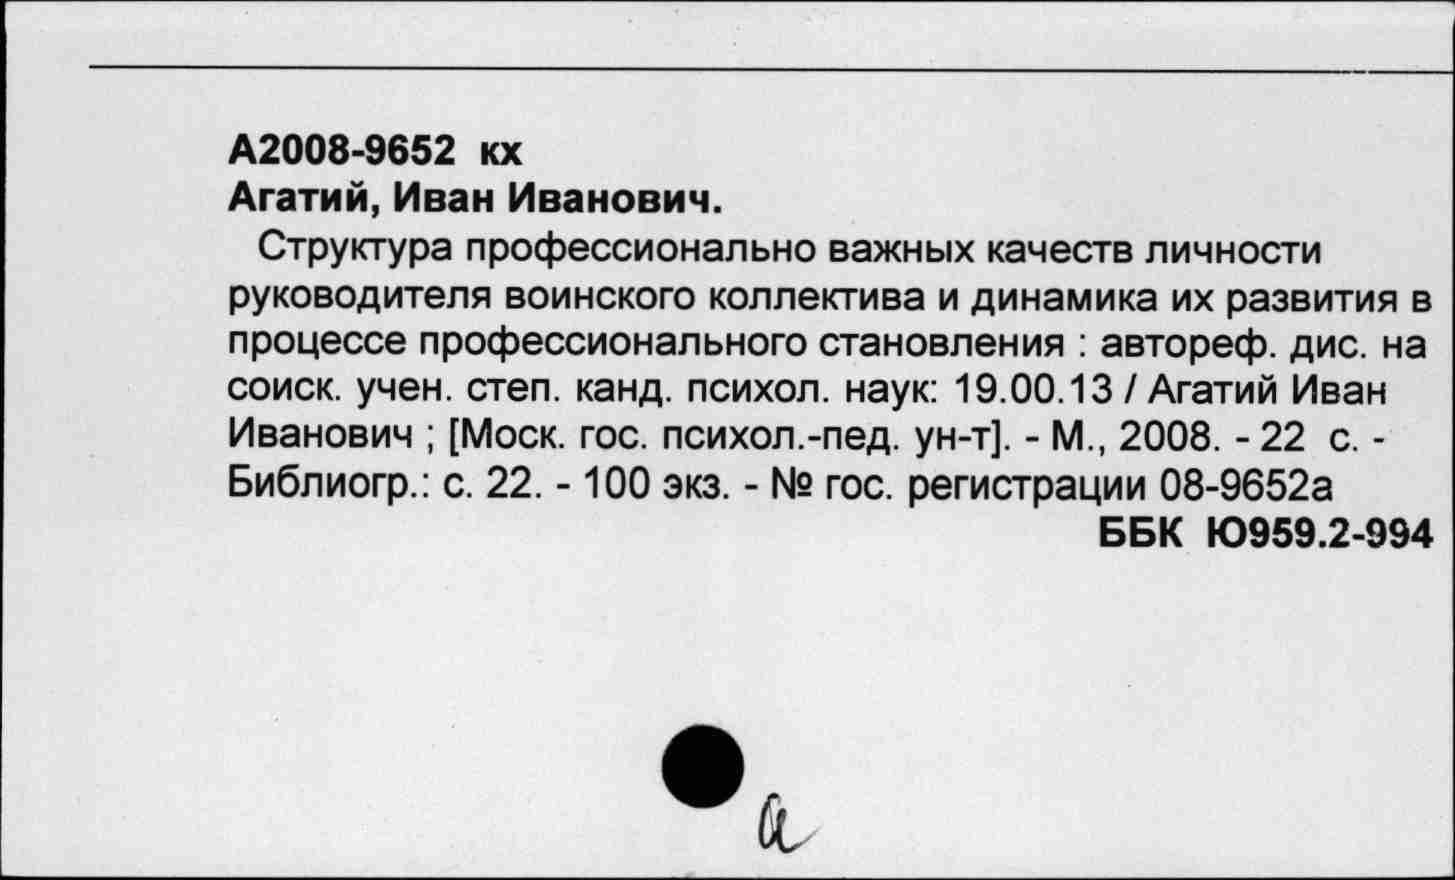 А2008-9652 кх
Агатий, Иван Иванович.
Структура профессионально важных качеств личности
руководителя воинского коллектива и динамика их развития в
процессе профессионального становления : автореф. дис. на
соиск. учен. степ. канд. психол. наук: 19.00.13 / Агатий Иван
Иванович ; [Моск. гос. психол.-пед. ун-т]. - М., 2008. - 22 с. -
Библиогр.: с. 22. - 100 экз. - № гос. регистрации 08-9652а
ББК Ю959.2-994
а